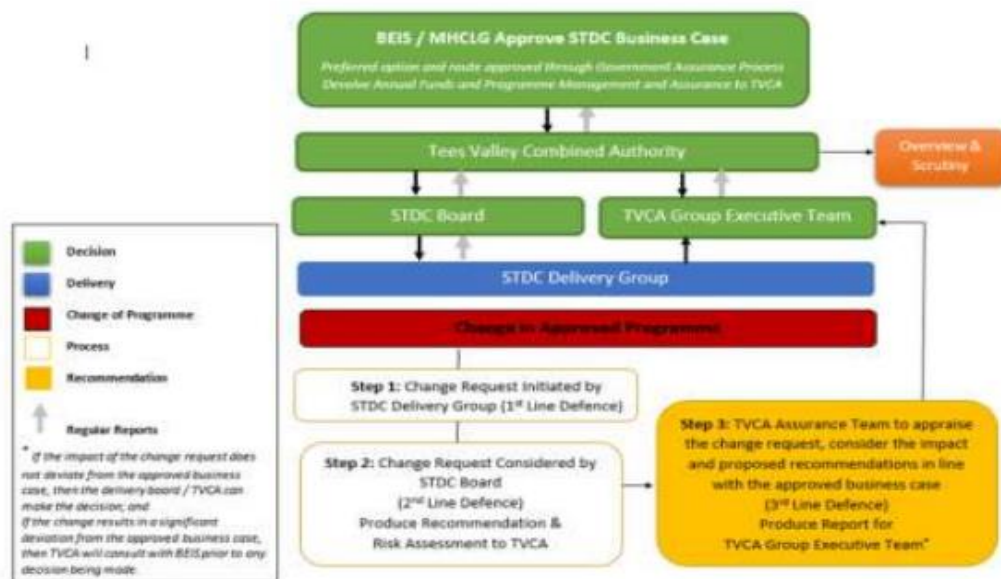 BEIS / MHCLG Approve STDC Business Case
Preferred option and route approved through Government Assurance Process
Devolve Annual Funds and Programme Management and Assurance to TVCA
Tees Valley Combined Authority
Overview &
Scrutiny
STDC Board
TVCA Group Executive Team
STDC Delivery Group
Change in Approved Programme
Step 1: Change Request Initiated by
STDC Delivery Group (1st Line Defence)
Step 2: Change Request Considered by
STDC Board
(2nd Line Defence)
Produce Recommendation &
Risk Assessment to TVCA
Step 3: TVCA Assurance Team to appraise
the change request, consider the impact
and proposed recommendations in line
with the approved business case
(3rd Line Defence)
Produce Report for
TVCA Group Executive Team*
Decision
Delivery
Change of Programme
Process
Recommendation
Regular Reports
* If the impact of the change request does
not deviate from the approved business
case, then the delivery board / TVCA can
make the decision; and
If the change results in a significant
deviation from the approved business case,
then TVCA will consult with BEIS prior to any
decision being made.